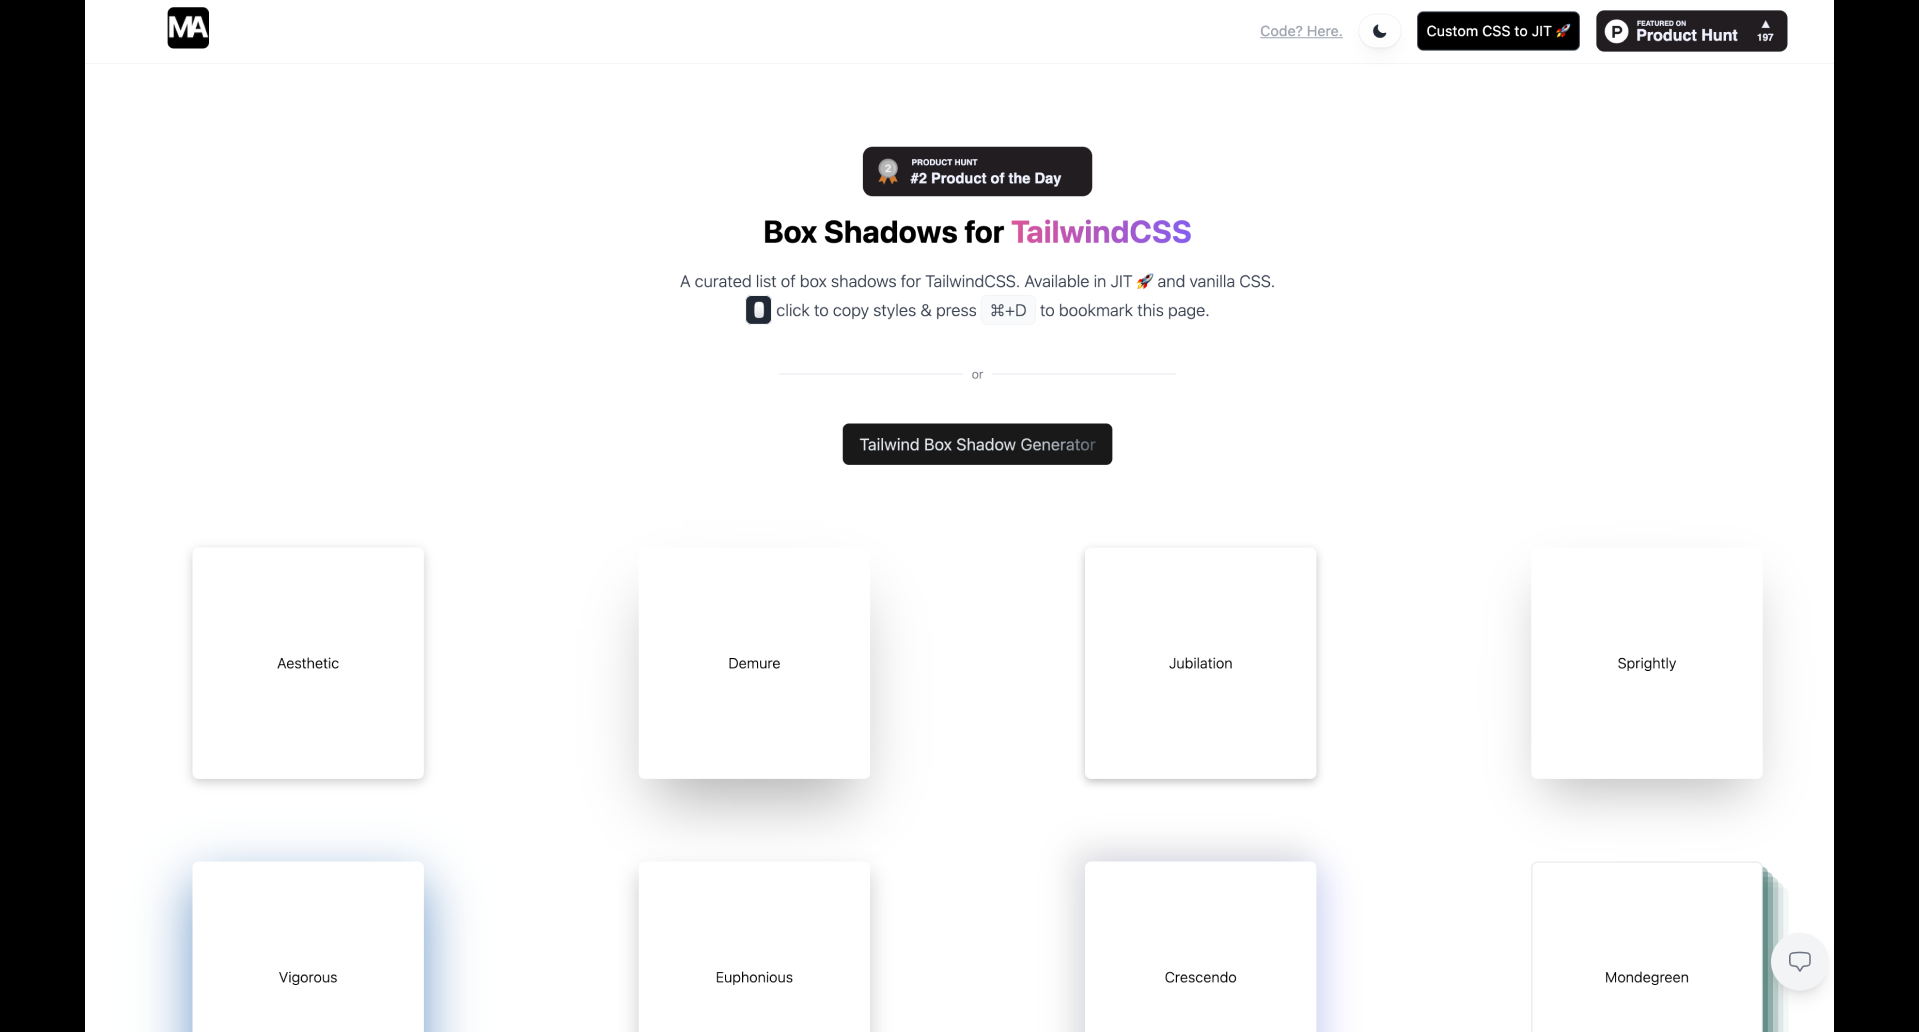 MA
Code? Here.
Custom CSS to JIT 🚀
P
FEATURED ON
Product Hunt
▲
197
2
PRODUCT HUNT
#2 Product of the Day
Box Shadows for TailwindCSS
A curated list of box shadows for TailwindCSS. Available in JIT 🚀 and vanilla CSS.
click to copy styles & press ⌘+D to bookmark this page.
or
Tailwind Box Shadow Generator
Aesthetic
Demure
Jubilation
Sprightly
Vigorous
Euphonious
Crescendo
Mondegreen